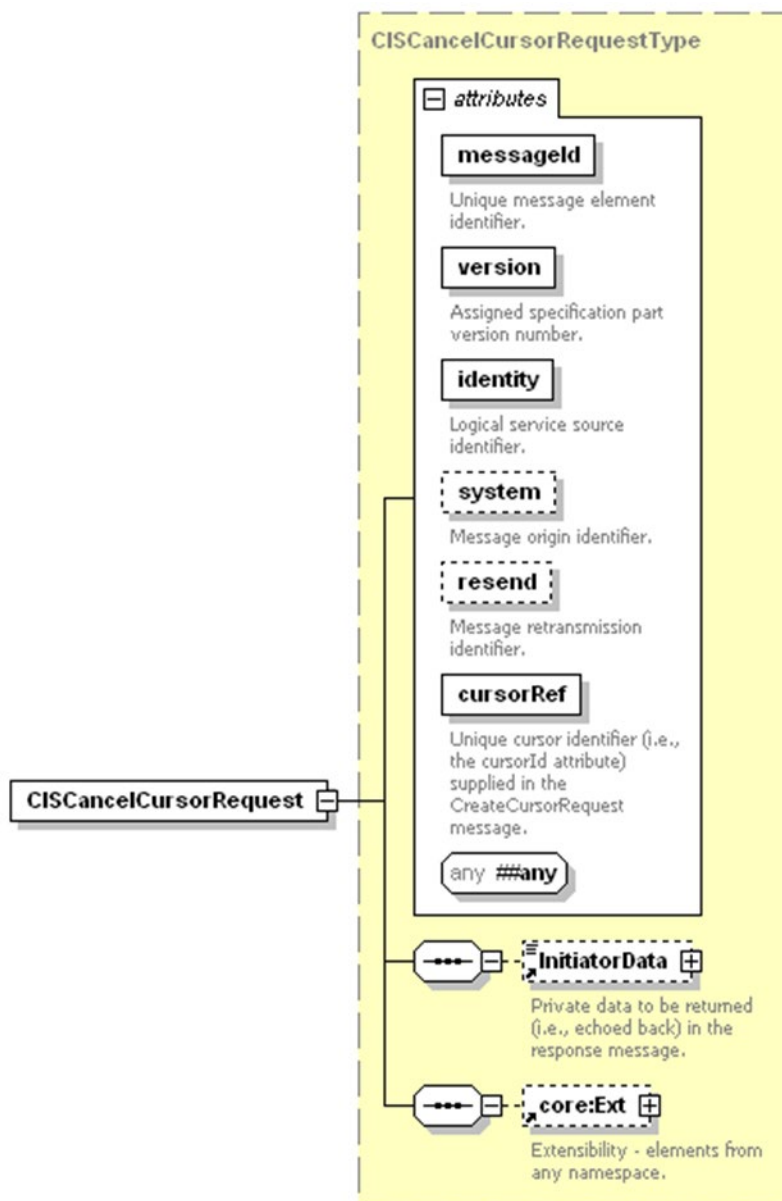 CISCancelCursorRequestType
attributes
messageId
Unique message element
identifier.
version
Assigned specification part
version number.
identity
Logical service source
identifier.
system
Message origin identifier.
resend
Message retransmission
identifier.
cursorRef
Unique cursor identifier (i.e.,
the cursorId attribute)
supplied in the
CreateCursorRequest
message.
CISCancelCursorRequest
any ##any
InitiatorData
Private data to be returned
(i.e., echoed back) in the
response message.
core:Ext
Extensibility - elements from
any namespace.